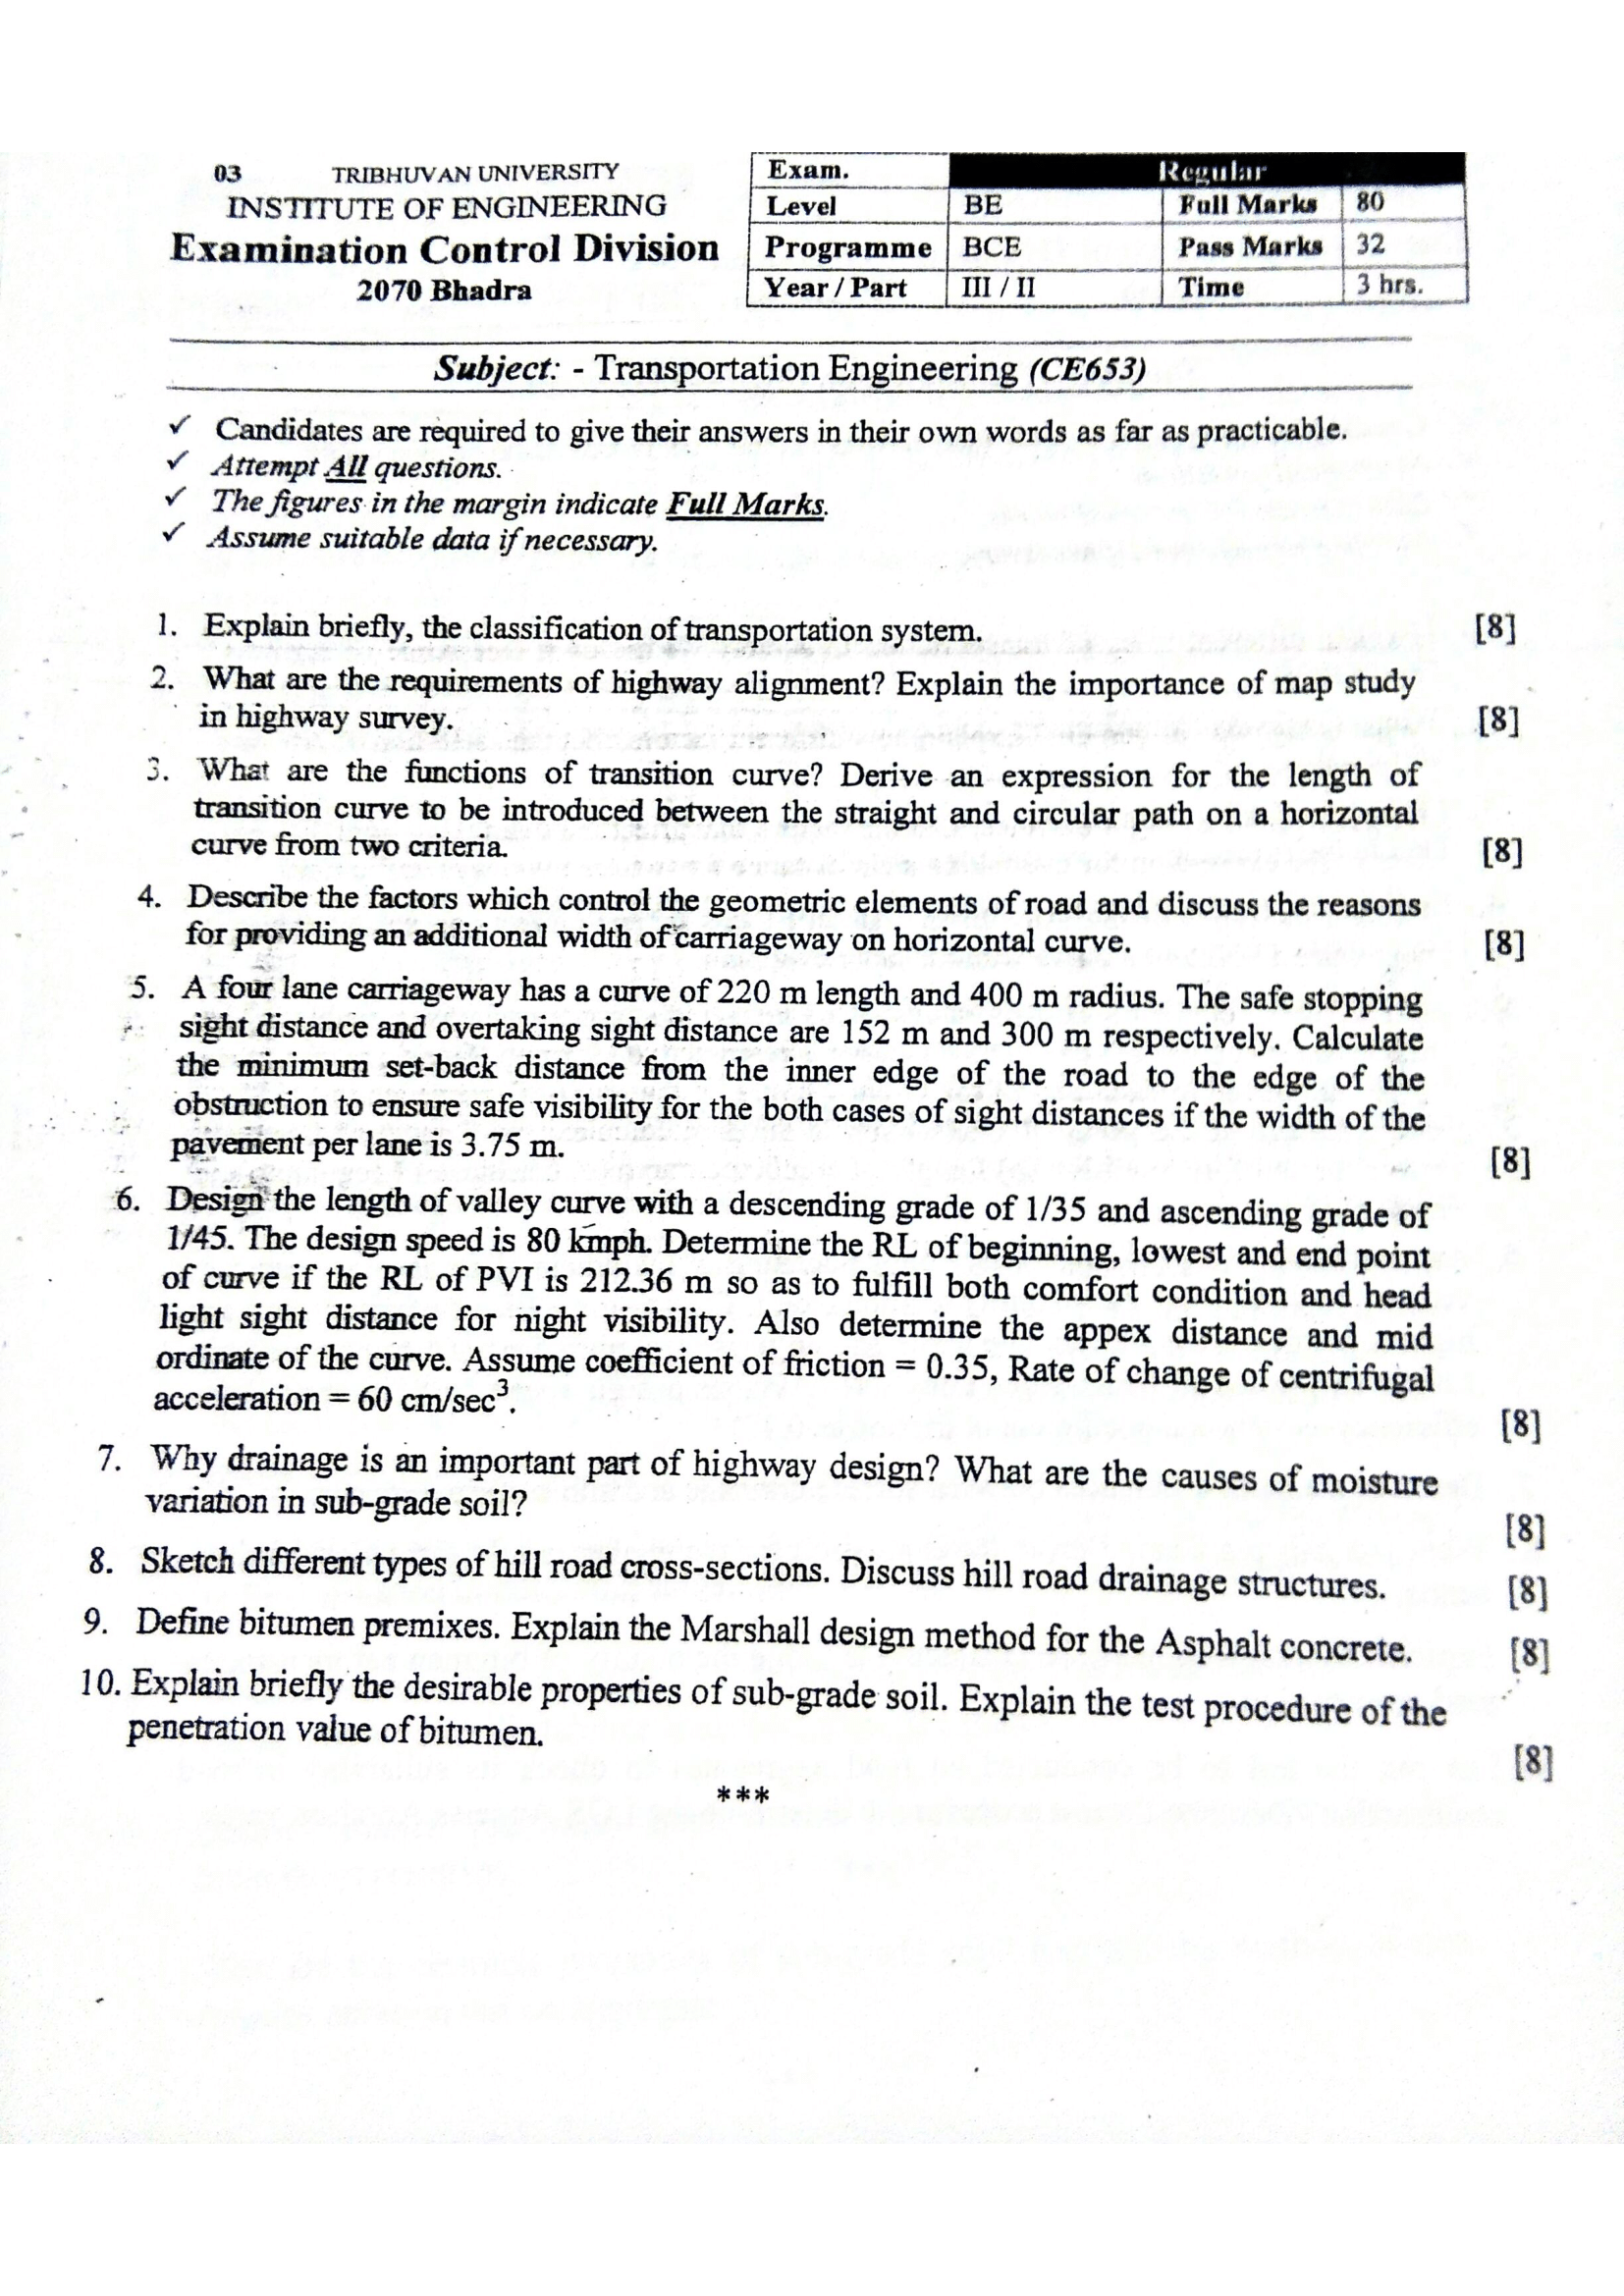 03 TRIBHUVAN UNIVERSITY
INSTITUTE OF ENGINEERING
Examination Control Division
2070 Bhadra
Exam. Regular
Level BE Full Marks 80
Programme BCE Pass Marks 32
Year / Part III / II Time 3 hrs.
Subject: - Transportation Engineering (CE653)
✓ Candidates are required to give their answers in their own words as far as practicable.
✓ Attempt All questions.
✓ The figures in the margin indicate Full Marks.
✓ Assume suitable data if necessary.
1. Explain briefly, the classification of transportation system. [8]
2. What are the requirements of highway alignment? Explain the importance of map study
in highway survey. [8]
3. What are the functions of transition curve? Derive an expression for the length of
transition curve to be introduced between the straight and circular path on a horizontal
curve from two criteria. [8]
4. Describe the factors which control the geometric elements of road and discuss the reasons
for providing an additional width of carriageway on horizontal curve. [8]
5. A four lane carriageway has a curve of 220 m length and 400 m radius. The safe stopping
sight distance and overtaking sight distance are 152 m and 300 m respectively. Calculate
the minimum set-back distance from the inner edge of the road to the edge of the
obstruction to ensure safe visibility for the both cases of sight distances if the width of the
pavement per lane is 3.75 m. [8]
6. Design the length of valley curve with a descending grade of 1/35 and ascending grade of
1/45. The design speed is 80 kmph. Determine the RL of beginning, lowest and end point
of curve if the RL of PVI is 212.36 m so as to fulfill both comfort condition and head
light sight distance for night visibility. Also determine the appex distance and mid
ordinate of the curve. Assume coefficient of friction = 0.35, Rate of change of centrifugal
acceleration = 60 cm/sec³. [8]
7. Why drainage is an important part of highway design? What are the causes of moisture
variation in sub-grade soil? [8]
8. Sketch different types of hill road cross-sections. Discuss hill road drainage structures. [8]
9. Define bitumen premixes. Explain the Marshall design method for the Asphalt concrete. [8]
10. Explain briefly the desirable properties of sub-grade soil. Explain the test procedure of the
penetration value of bitumen. [8]
***